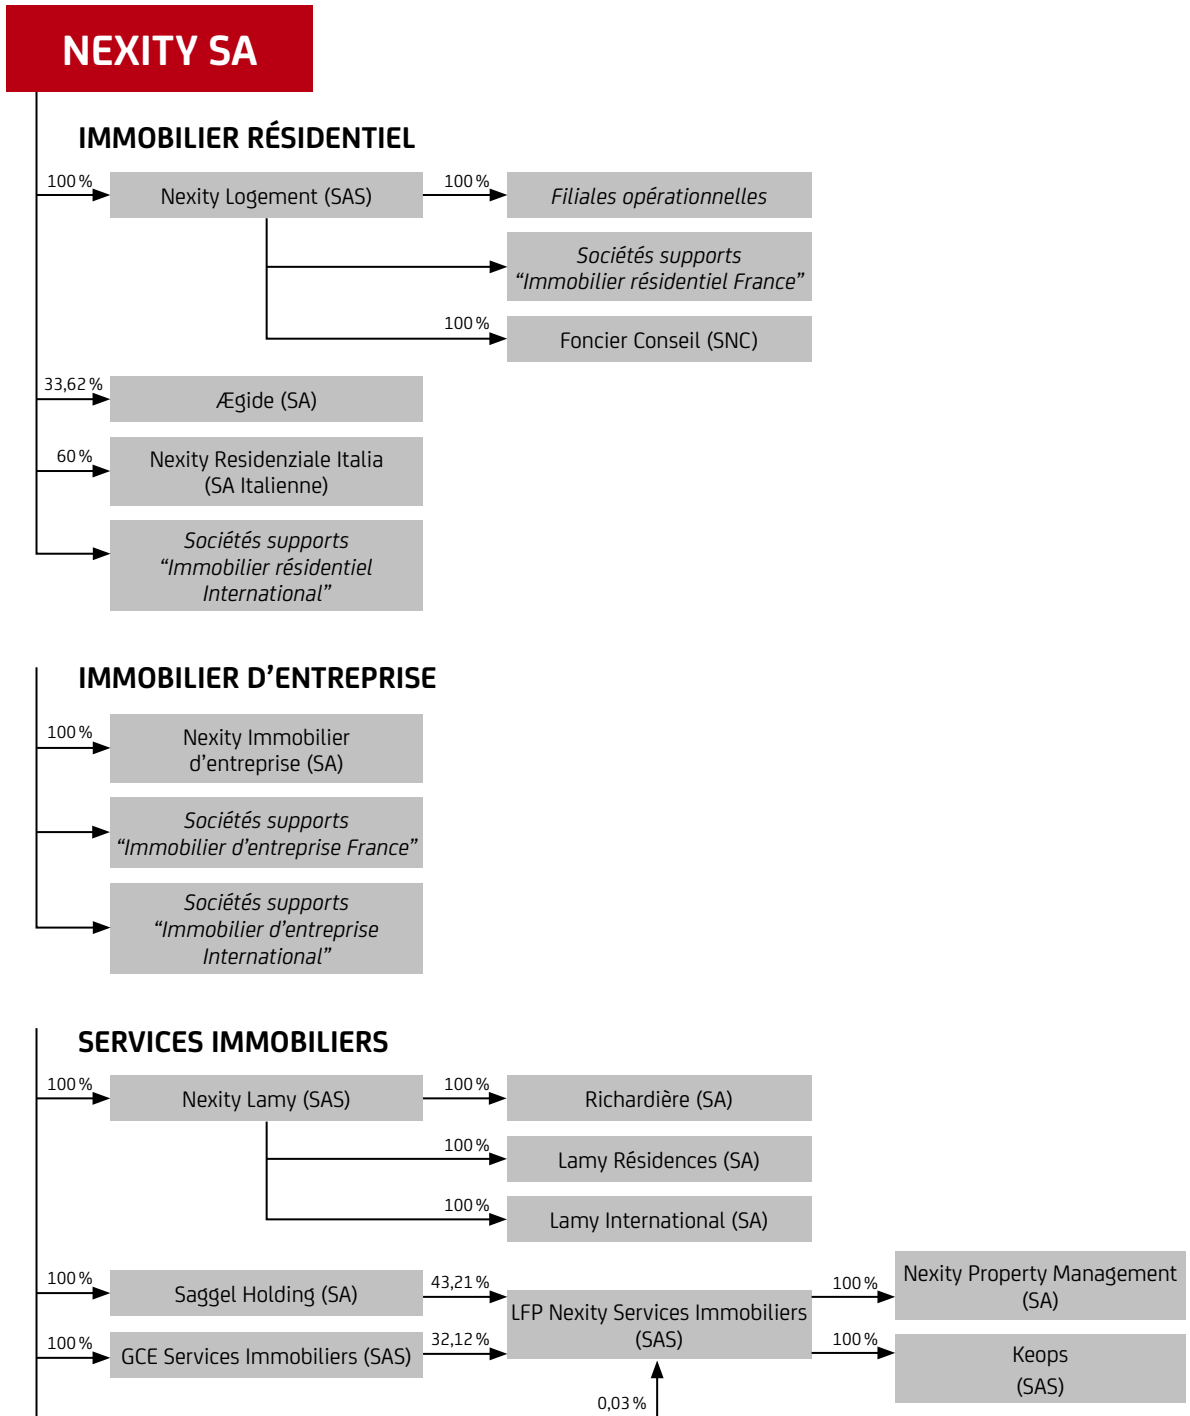 NEXITY SA
IMMOBILIER RÉSIDENTIEL
100 %
Nexity Logement (SAS)
100 %
Filiales opérationnelles
Sociétés supports
“Immobilier résidentiel France”
100 %
Foncier Conseil (SNC)
33,62 %
Ægide (SA)
60 %
Nexity Residenziale Italia
(SA Italienne)
Sociétés supports
“Immobilier résidentiel
International”
IMMOBILIER D’ENTREPRISE
100 %
Nexity Immobilier
d’entreprise (SA)
Sociétés supports
“Immobilier d’entreprise France”
Sociétés supports
“Immobilier d’entreprise
International”
SERVICES IMMOBILIERS
100 %
Nexity Lamy (SAS)
100 %
Richardière (SA)
100 %
Lamy Résidences (SA)
100 %
Lamy International (SA)
100 %
Saggel Holding (SA)
43,21 %
100 %
GCE Services Immobiliers (SAS)
32,12 %
LFP Nexity Services Immobiliers
(SAS)
100 %
Nexity Property Management
(SA)
100 %
Keops
(SAS)
0,03 %